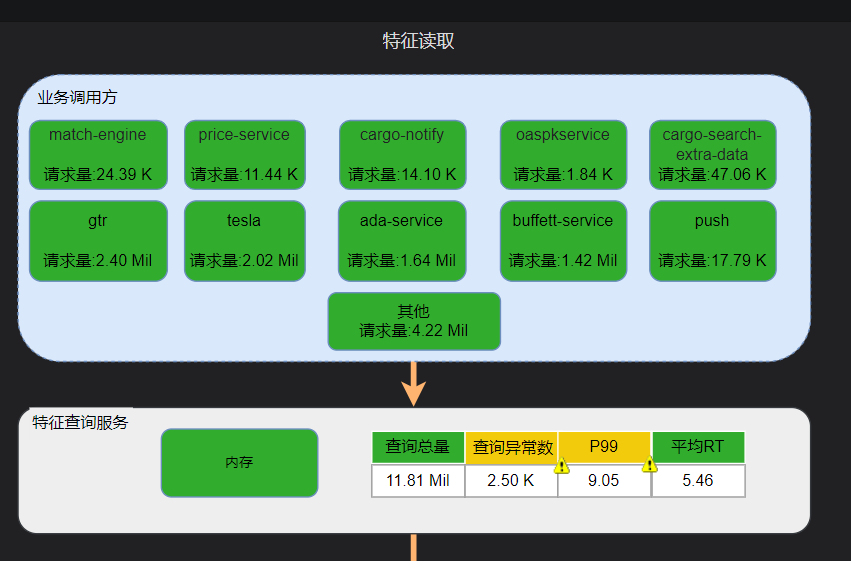 特征读取
业务调用方
match-engine
请求量:24.39 K
price-service
请求量:11.44 K
cargo-notify
请求量:14.10 K
oaspkservice
请求量:1.84 K
cargo-search-
extra-data
请求量:47.06 K
gtr
请求量:2.40 Mil
tesla
请求量:2.02 Mil
ada-service
请求量:1.64 Mil
buffett-service
请求量:1.42 Mil
push
请求量:17.79 K
其他
请求量:4.22 Mil
特征查询服务
内存
查询总量 查询异常数 P99 平均RT
11.81 Mil 2.50 K 9.05 5.46